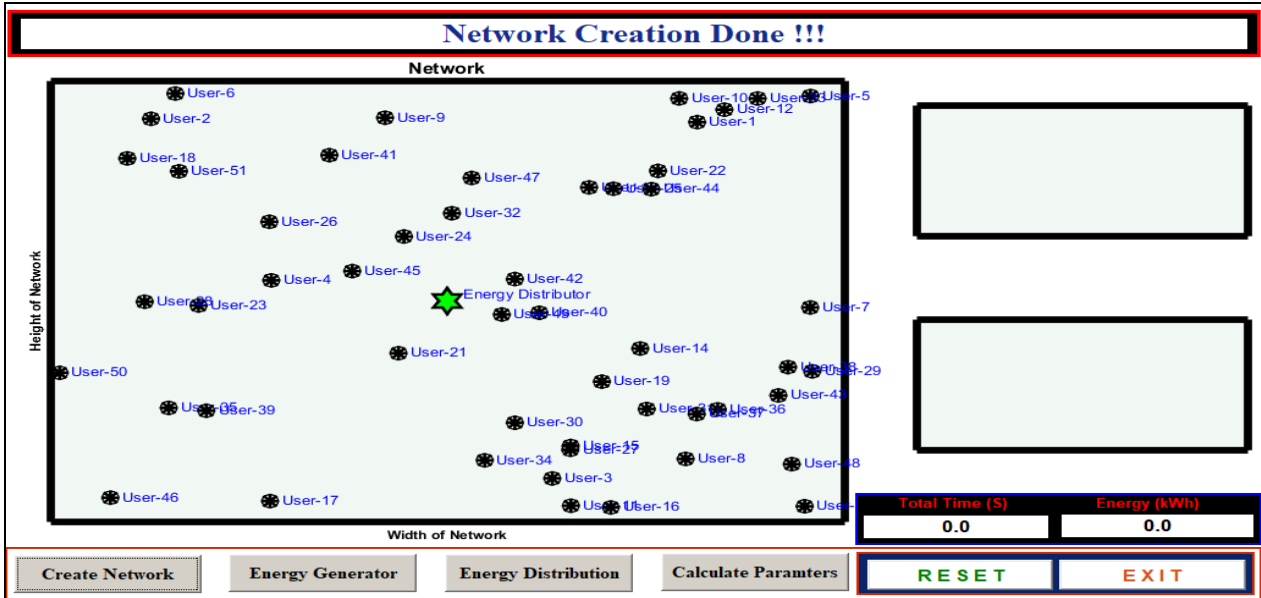 Network Creation Done !!!
Network
User-6
User-10
User-5
User-12
User-2
User-9
User-1
User-18
User-41
User-51
User-47
User-22
User-44
User-32
User-26
User-24
User-45
User-4
User-42
Energy Distributor
User-23
User-40
User-7
User-14
User-21
User-50
User-29
User-19
User-43
User-39
User-36
User-37
User-30
User-15
User-27
User-34
User-8
User-48
User-3
User-46
User-17
User-11
User-16
User-
Height of Network
Width of Network
Total Time (S)
Energy (kWh)
0.0
0.0
Create Network
Energy Generator
Energy Distribution
Calculate Paramters
RESET
EXIT